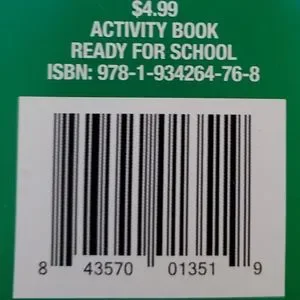 $4.99
ACTIVITY BOOK
READY FOR SCHOOL
ISBN: 978-1-934264-76-8
8 43570 01351 9